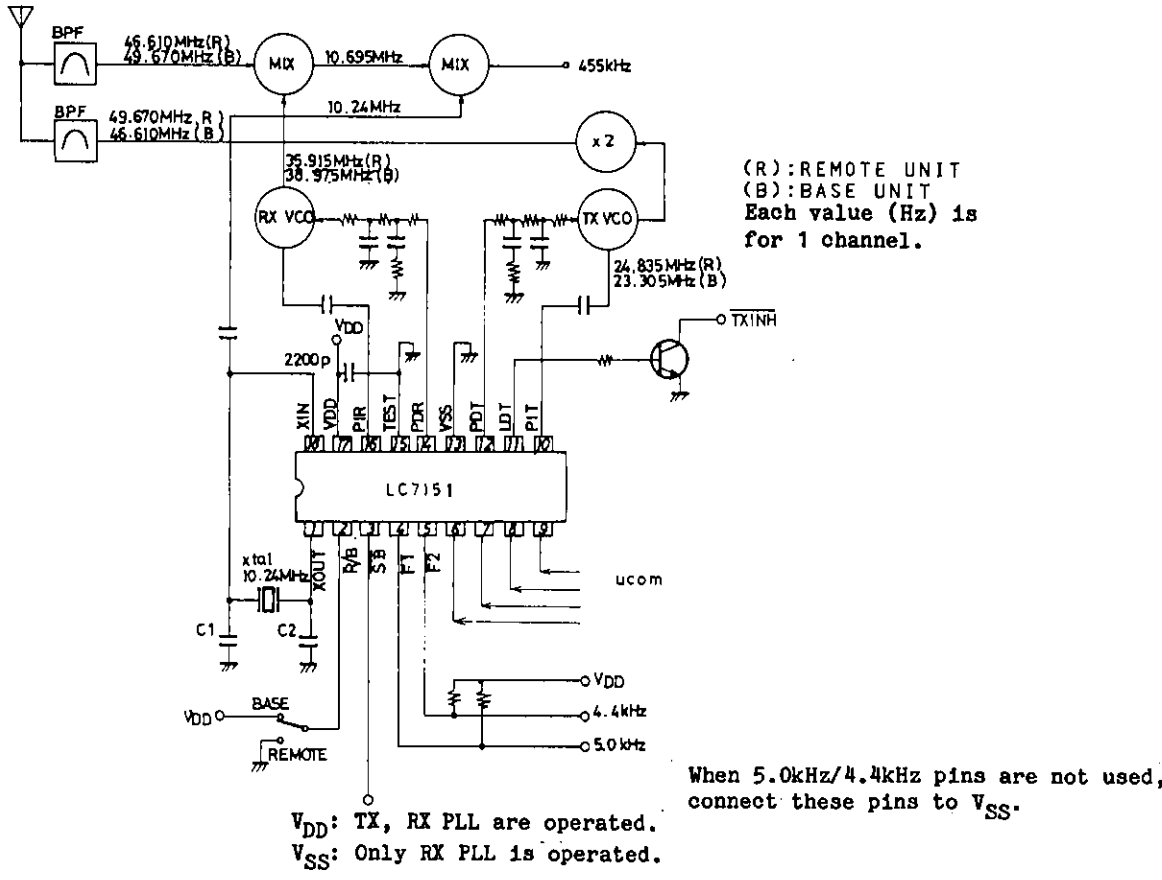 BPF
46.610MHz(R)
49.670MHz(B)
MIX
10.695MHz
MIX
455kHz
10.24MHz
BPF
49.670MHz R)
46.610MHz(B)
x 2
35.915MHz(R)
38.975MHz(B)
(R):REMOTE UNIT
(B):BASE UNIT
Each value (Hz) is
for 1 channel.
RX VCO
TX VCO
24.835MHz(R)
23.305MHz(B)
TXINH
VDD
2200p
XIN
VDD
PIR
TEST
PDR
VSS
PDT
LDT
PIT
18
17
16
15
14
13
12
11
10
LC7151
1
2
3
4
5
6
7
8
9
xtal
10.24MHz
XOUT
R/B
SB
F1
F2
ucom
C1
C2
VDD
BASE
REMOTE
VDD
4.4kHz
5.0kHz
When 5.0kHz/4.4kHz pins are not used,
connect these pins to VSS.
VDD: TX, RX PLL are operated.
VSS: Only RX PLL is operated.